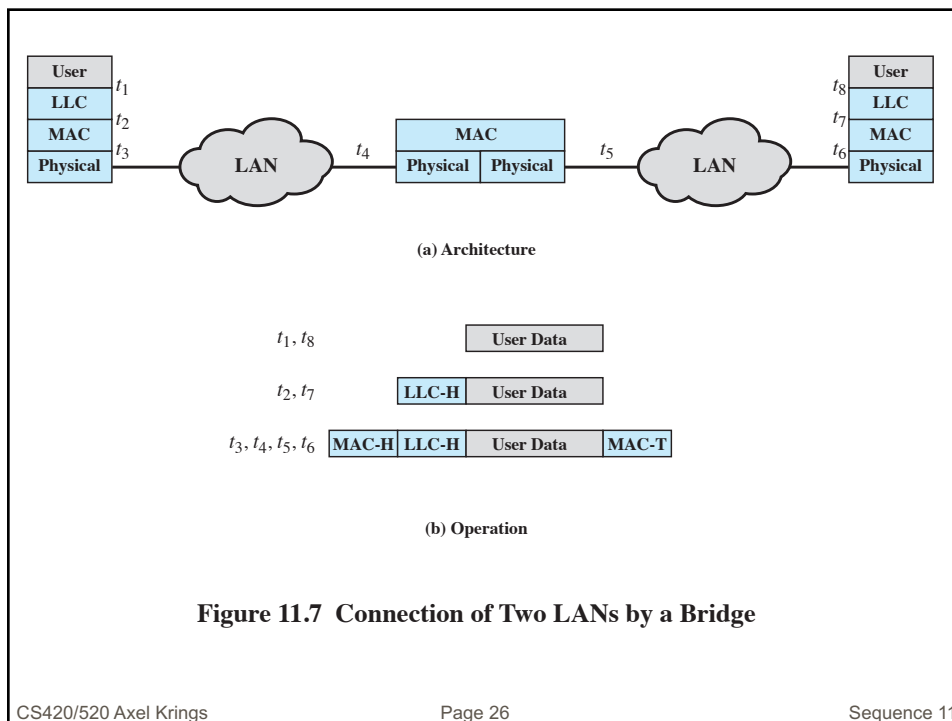 User
User
t1
t8
LLC
LLC
t2
t7
MAC
MAC
MAC
t3
t6
Physical
LAN
t4
Physical
Physical
t5
LAN
Physical
(a) Architecture
t1, t8
User Data
t2, t7
LLC-H
User Data
t3, t4, t5, t6
MAC-H
LLC-H
User Data
MAC-T
(b) Operation
Figure 11.7 Connection of Two LANs by a Bridge
CS420/520 Axel Krings
Page 26
Sequence 11